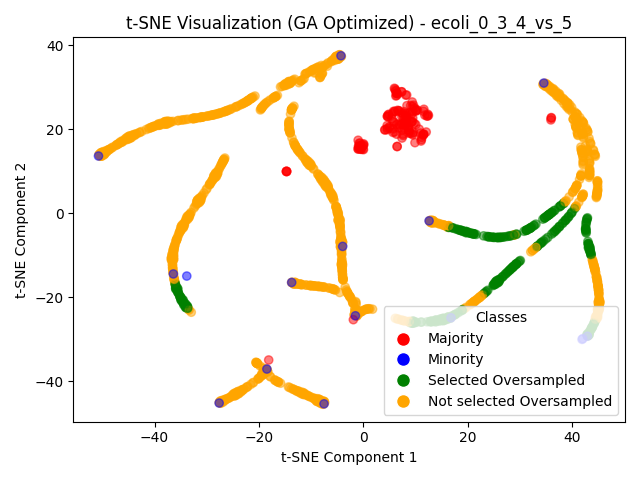 t-SNE Visualization (GA Optimized) - ecoli_0_3_4_vs_5
t-SNE Component 2
40
20
0
−20
−40
−40
−20
0
20
40
t-SNE Component 1
Classes
Majority
Minority
Selected Oversampled
Not selected Oversampled